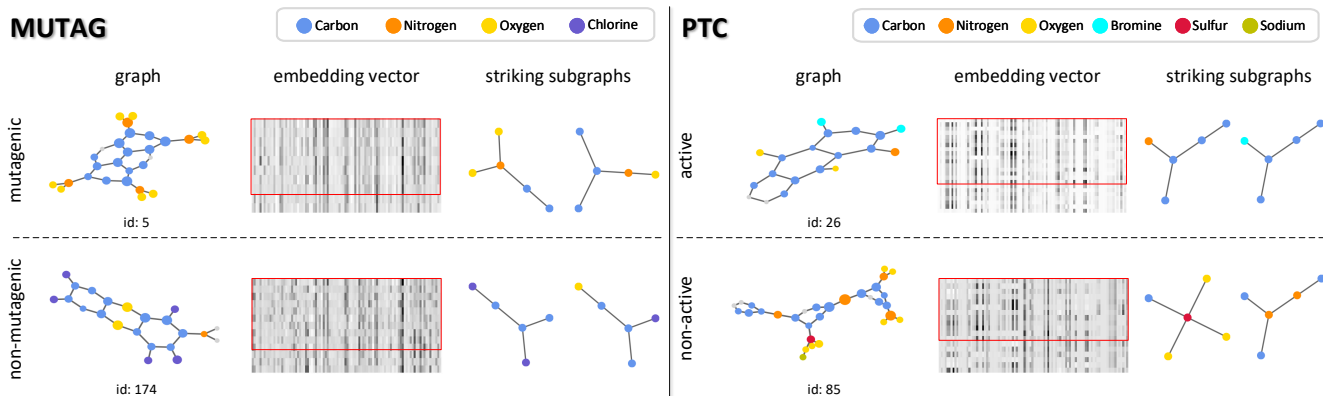 MUTAG
Carbon Nitrogen Oxygen Chlorine
graph embedding vector striking subgraphs
mutagenic
id: 5
non-mutagenic
id: 174
PTC
Carbon Nitrogen Oxygen Bromine Sulfur Sodium
graph embedding vector striking subgraphs
active
id: 26
non-active
id: 85